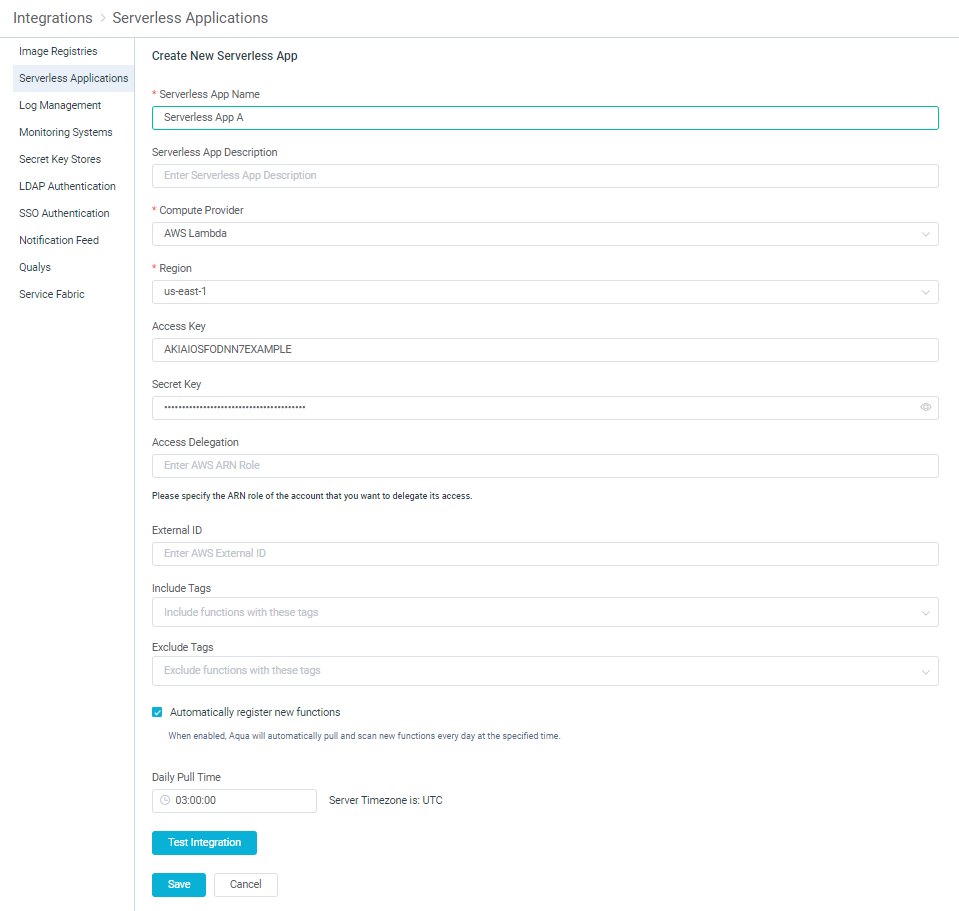 Integrations > Serverless Applications
Image Registries
Serverless Applications
Log Management
Monitoring Systems
Secret Key Stores
LDAP Authentication
SSO Authentication
Notification Feed
Qualys
Service Fabric
Create New Serverless App
* Serverless App Name
Serverless App A
Serverless App Description
Enter Serverless App Description
* Compute Provider
AWS Lambda
* Region
us-east-1
Access Key
AKIAIOSFODNN7EXAMPLE
Secret Key
••••••••••••••••••••••••••••••••••••••••
Access Delegation
Enter AWS ARN Role
Please specify the ARN role of the account that you want to delegate its access.
External ID
Enter AWS External ID
Include Tags
Include functions with these tags
Exclude Tags
Exclude functions with these tags
Automatically register new functions
When enabled, Aqua will automatically pull and scan new functions every day at the specified time.
Daily Pull Time
03:00:00 Server Timezone is: UTC
Test Integration
Save Cancel